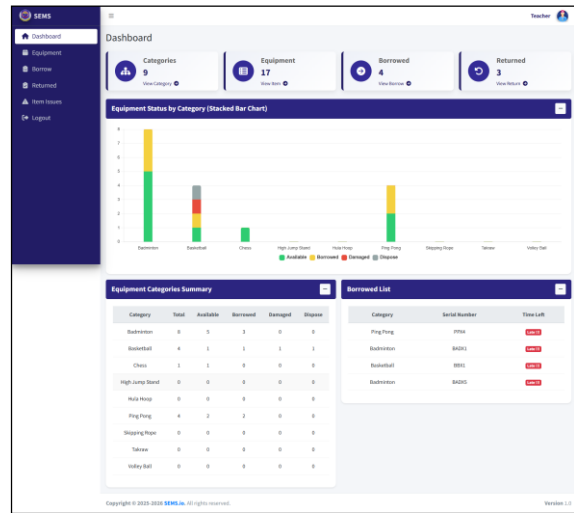 SEMS
Teacher
Dashboard
Equipment
Borrow
Returned
Item Issues
Logout
Dashboard
Categories
9
View Category
Equipment
17
View Item
Borrowed
4
View Borrow
Returned
3
View Return
Equipment Status by Category (Stacked Bar Chart)
8
7
6
5
4
3
2
1
0
Badminton Basketball Chess High Jump Stand Hula Hoop Ping Pong Skipping Rope Takraw Volley Ball
Available Borrowed Damaged Dispose
Equipment Categories Summary
Category Total Available Borrowed Damaged Dispose
Badminton 8 5 3 0 0
Basketball 4 1 1 1 1
Chess 1 1 0 0 0
High Jump Stand 0 0 0 0 0
Hula Hoop 0 0 0 0 0
Ping Pong 4 2 2 0 0
Skipping Rope 0 0 0 0 0
Takraw 0 0 0 0 0
Volley Ball 0 0 0 0 0
Borrowed List
Category Serial Number Time Left
Ping Pong
Badminton
Basketball
Badminton
Copyright © 2025-2026 SEMS.io. All rights reserved.
Version 1.0